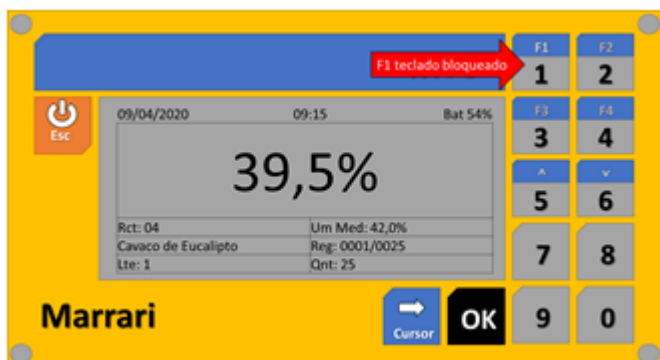 F1 F2
F1 teclado bloqueado
1 2
Esc
09/04/2020 09:15 Bat 54%
F3 F4
3 4
39,5%
^ v
5 6
Rct: 04 Um Med: 42,0%
Cavaco de Eucalipto Reg: 0001/0025
Lte: 1 Qnt: 25
7 8
Marrari
Cursor
OK
9 0